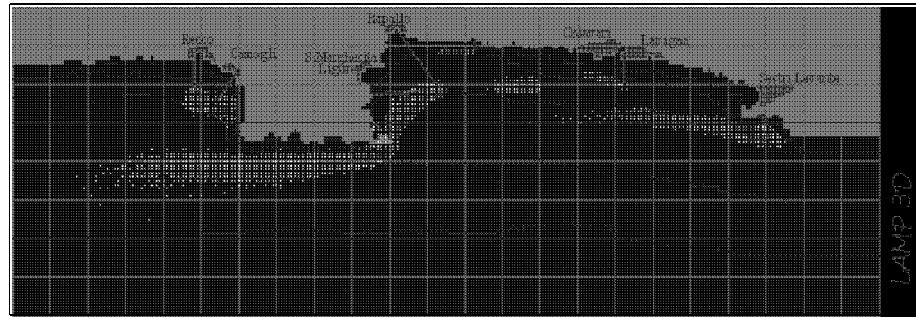 Rapallo
Recco
Camogli
S.Margherita
Ligure
Chiavari
Lavagna
Sestri Levante
LAMP 3D